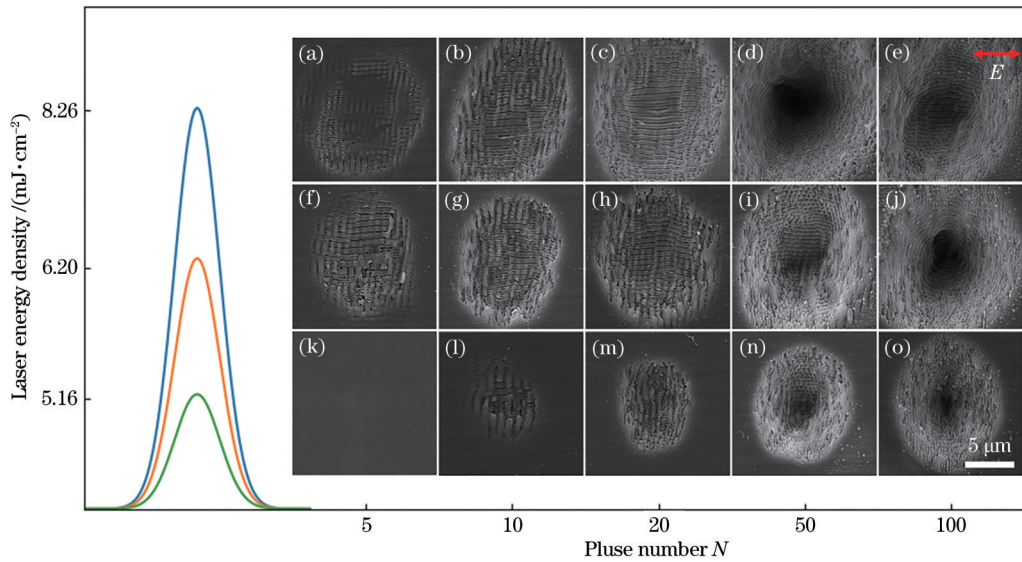 Laser energy density /(mJ·cm⁻²)
8.26
6.20
5.16
(a)
(b)
(c)
(d)
(e)
E
(f)
(g)
(h)
(i)
(j)
(k)
(l)
(m)
(n)
(o)
5 μm
5
10
20
50
100
Pluse number N